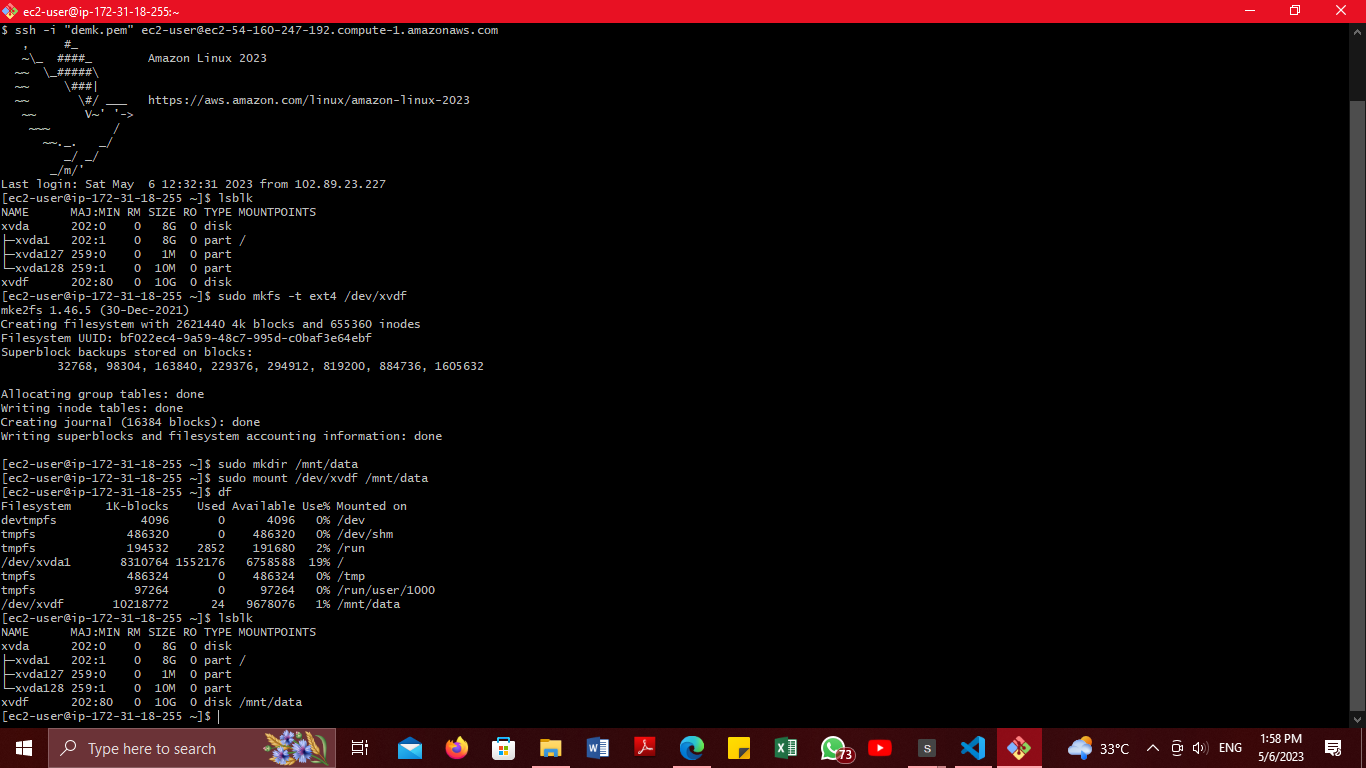 ec2-user@ip-172-31-18-255:~
$ ssh -i "demk.pem" ec2-user@ec2-54-160-247-192.compute-1.amazonaws.com
   ,     #_
   ~\_  ####_        Amazon Linux 2023
  ~~  \_#####\
  ~~     \###|
  ~~       \#/ ___   https://aws.amazon.com/linux/amazon-linux-2023
   ~~       V~' '->
    ~~~         /
      ~~._.   _/
         _/ _/
       _/m/'
Last login: Sat May  6 12:32:31 2023 from 102.89.23.227
[ec2-user@ip-172-31-18-255 ~]$ lsblk
NAME      MAJ:MIN RM SIZE RO TYPE MOUNTPOINTS
xvda      202:0    0   8G  0 disk
├─xvda1   202:1    0   8G  0 part /
├─xvda127 259:0    0   1M  0 part
└─xvda128 259:1    0  10M  0 part
xvdf      202:80   0  10G  0 disk
[ec2-user@ip-172-31-18-255 ~]$ sudo mkfs -t ext4 /dev/xvdf
mke2fs 1.46.5 (30-Dec-2021)
Creating filesystem with 2621440 4k blocks and 655360 inodes
Filesystem UUID: bf022ec4-9a59-48c7-995d-c0baf3e64ebf
Superblock backups stored on blocks:
        32768, 98304, 163840, 229376, 294912, 819200, 884736, 1605632
Allocating group tables: done
Writing inode tables: done
Creating journal (16384 blocks): done
Writing superblocks and filesystem accounting information: done
[ec2-user@ip-172-31-18-255 ~]$ sudo mkdir /mnt/data
[ec2-user@ip-172-31-18-255 ~]$ sudo mount /dev/xvdf /mnt/data
[ec2-user@ip-172-31-18-255 ~]$ df
Filesystem     1K-blocks    Used Available Use% Mounted on
devtmpfs            4096       0      4096   0% /dev
tmpfs             486320       0    486320   0% /dev/shm
tmpfs             194532    2852    191680   2% /run
/dev/xvda1       8310764 1552176   6758588  19% /
tmpfs             486324       0    486324   0% /tmp
tmpfs              97264       0     97264   0% /run/user/1000
/dev/xvdf       10218772      24   9678076   1% /mnt/data
[ec2-user@ip-172-31-18-255 ~]$ lsblk
NAME      MAJ:MIN RM SIZE RO TYPE MOUNTPOINTS
xvda      202:0    0   8G  0 disk
├─xvda1   202:1    0   8G  0 part /
├─xvda127 259:0    0   1M  0 part
└─xvda128 259:1    0  10M  0 part
xvdf      202:80   0  10G  0 disk /mnt/data
[ec2-user@ip-172-31-18-255 ~]$
Type here to search
73
S
33°C
ENG
1:58 PM
5/6/2023